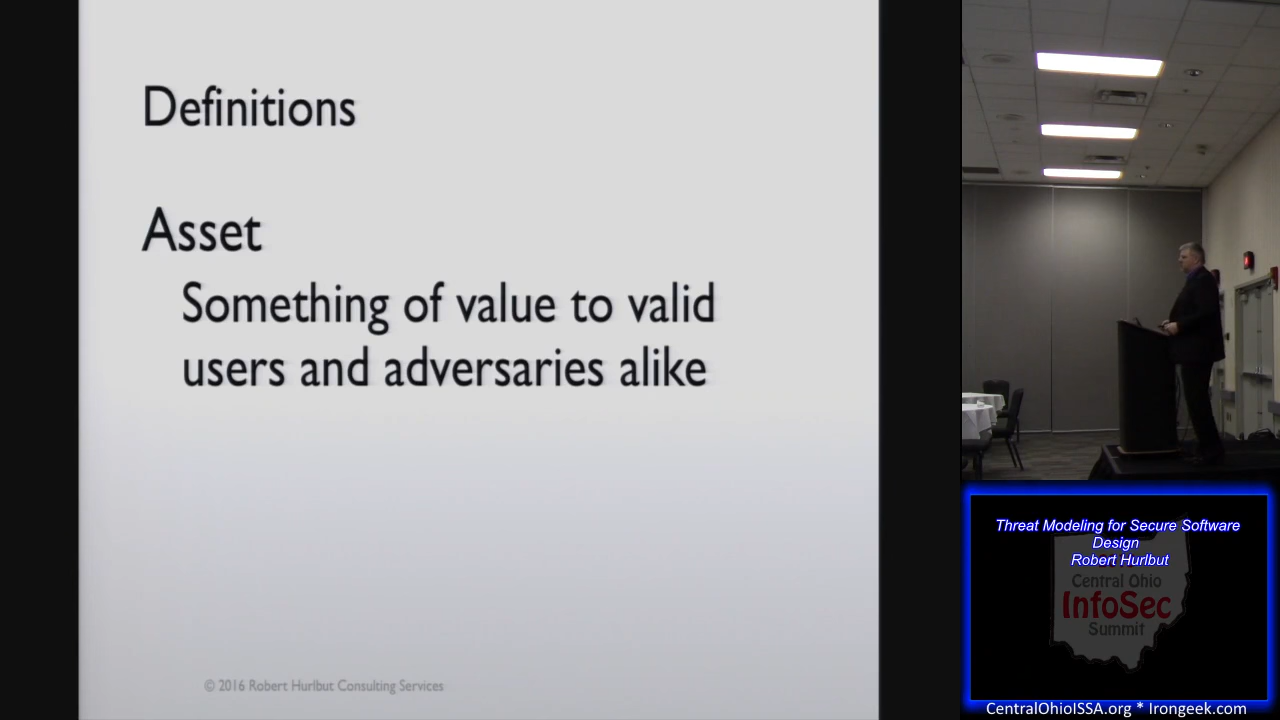 Definitions
Asset
Something of value to valid
users and adversaries alike
© 2016 Robert Hurlbut Consulting Services
Threat Modeling for Secure Software
Design
Robert Hurlbut
Central Ohio
InfoSec
Summit
CentralOhioISSA.org * Irongeek.com